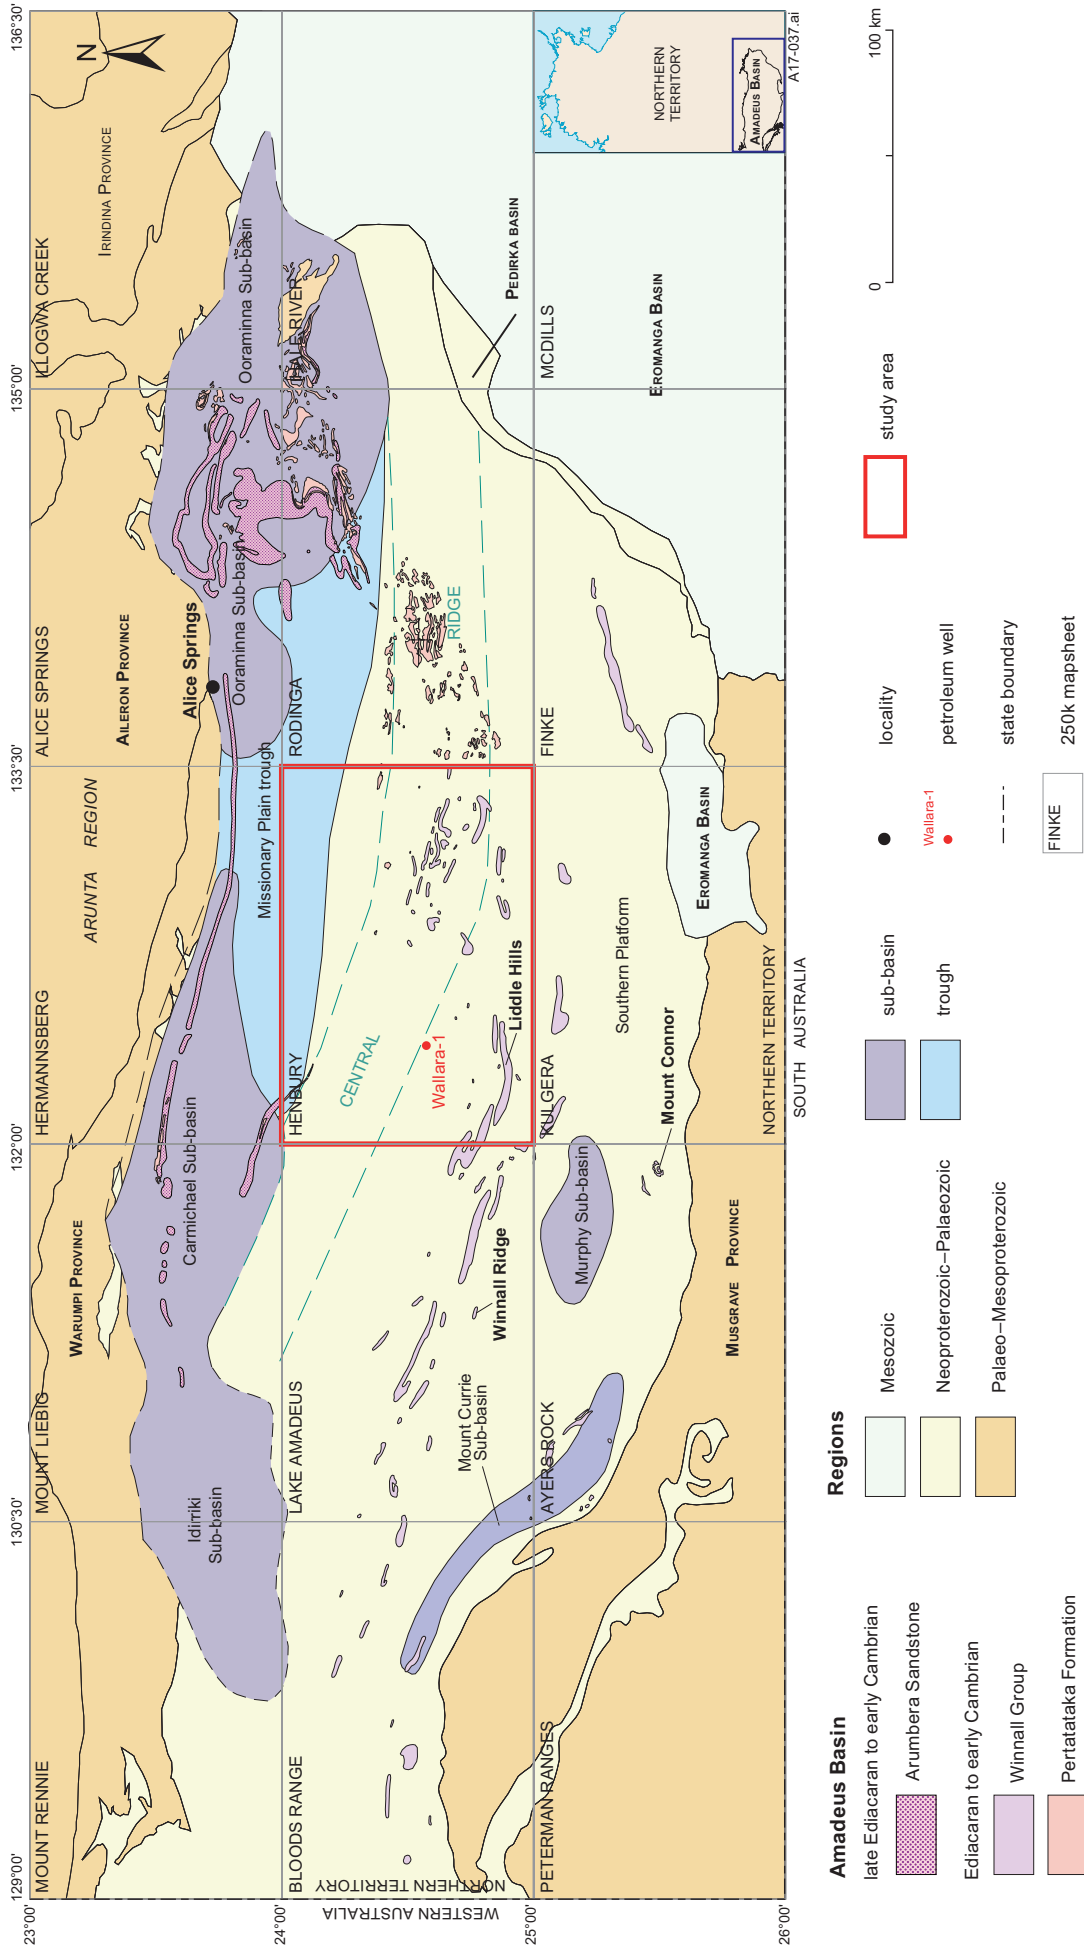 129°00'
130°30'
132°00'
133°30'
135°00'
136°30'
23°00'
24°00'
25°00'
26°00'
MOUNT RENNIE
MOUNT LIEBIG
HERMANNSBERG
ALICE SPRINGS
ILLOGWA CREEK
N
WARUMPI PROVINCE
ARUNTA REGION
AILERON PROVINCE
IRINDINA PROVINCE
Idirriki
Sub-basin
Carmichael Sub-basin
Missionary Plain trough
Alice Springs
Ooraminna Sub-basin
Ooraminna Sub-basin
BLOODS RANGE
LAKE AMADEUS
HENBURY
RODINGA
HALE RIVER
CENTRAL
RIDGE
Wallara-1
Mount Currie
Sub-basin
Winnall Ridge
Liddle Hills
PEDIRKA BASIN
PETERMAN RANGES
AYERS ROCK
KULGERA
FINKE
MCDILLS
Murphy Sub-basin
Southern Platform
Mount Connor
EROMANGA BASIN
EROMANGA BASIN
MUSGRAVE PROVINCE
NORTHERN TERRITORY
SOUTH AUSTRALIA
WESTERN AUSTRALIA
NORTHERN TERRITORY
NORTHERN
TERRITORY
AMADEUS BASIN
A17-037.ai
Amadeus Basin
late Ediacaran to early Cambrian
Arumbera Sandstone
Ediacaran to early Cambrian
Winnall Group
Pertatataka Formation
Regions
Mesozoic
Neoproterozoic–Palaeozoic
Palaeo–Mesoproterozoic
sub-basin
trough
locality
Wallara-1
petroleum well
state boundary
FINKE
250k mapsheet
study area
0
100 km